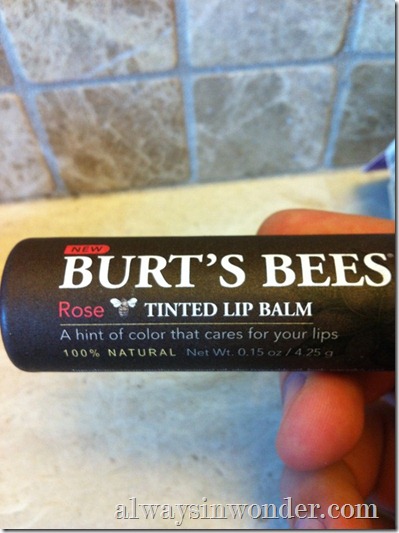 NEW
BURT'S BEES
Rose TINTED LIP BALM
A hint of color that cares for your lips
100% NATURAL Net Wt. 0.15 oz / 4.25 g
alwaysinwonder.com